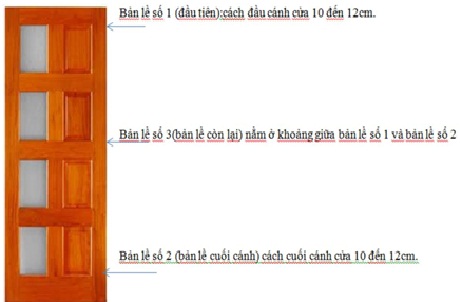 Bản lề số 1 (đầu tiên):cách đầu cánh cửa 10 đến 12cm.
Bản lề số 3(bản lề còn lại) nằm ở khoảng giữa bản lề số 1 và bản lề số 2
Bản lề số 2 (bản lề cuối cánh) cách cuối cánh cửa 10 đến 12cm.